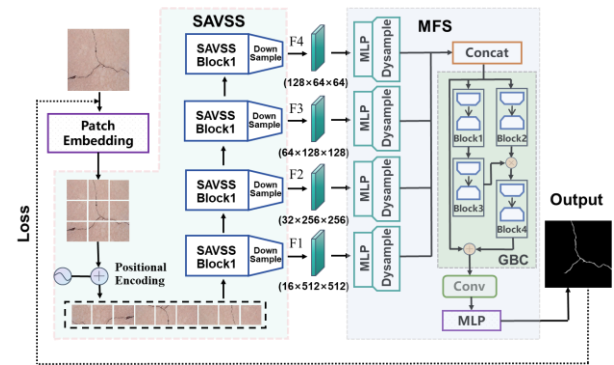 SAVSS
MFS
Patch
Embedding
Positional
Encoding
Loss
SAVSS
Block1
Down
Sample
F4
(128×64×64)
MLP
Dysample
SAVSS
Block1
Down
Sample
F3
(64×128×128)
MLP
Dysample
SAVSS
Block1
Down
Sample
F2
(32×256×256)
MLP
Dysample
SAVSS
Block1
Down
Sample
F1
(16×512×512)
MLP
Dysample
Concat
Block1
Block2
Block3
Block4
GBC
Conv
MLP
Output